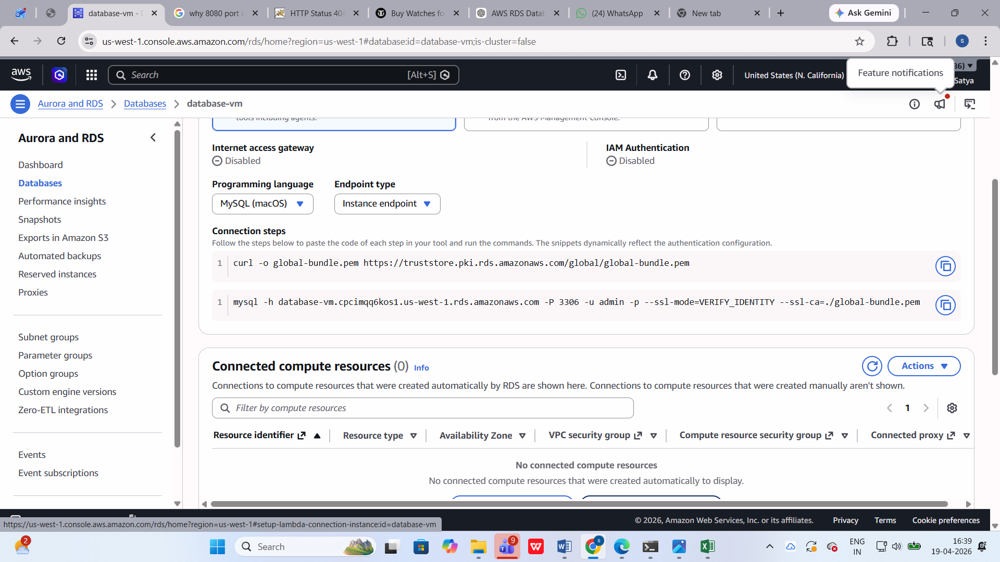 database-vm - D
why 8080 port i
HTTP Status 404
Buy Watches fo
AWS RDS Datab
(24) WhatsApp
New tab
Ask Gemini
us-west-1.console.aws.amazon.com/rds/home?region=us-west-1#database:id=database-vm;is-cluster=false
S
aws
Search
[Alt+S]
United States (N. California)
Feature notifications
36)
Satya
Aurora and RDS
Databases
database-vm
Aurora and RDS
Dashboard
Databases
Performance insights
Snapshots
Exports in Amazon S3
Automated backups
Reserved instances
Proxies
Subnet groups
Parameter groups
Option groups
Custom engine versions
Zero-ETL integrations
Events
Event subscriptions
tools including agents.
from the AWS Management Console.
Internet access gateway
Disabled
IAM Authentication
Disabled
Programming language
MySQL (macOS)
Endpoint type
Instance endpoint
Connection steps
Follow the steps below to paste the code of each step in your tool and run the commands. The snippets dynamically reflect the authentication configuration.
1 curl -o global-bundle.pem https://truststore.pki.rds.amazonaws.com/global/global-bundle.pem
1 mysql -h database-vm.cpcimqq6kos1.us-west-1.rds.amazonaws.com -P 3306 -u admin -p --ssl-mode=VERIFY_IDENTITY --ssl-ca=./global-bundle.pem
Connected compute resources (0) Info
Actions
Connections to compute resources that were created automatically by RDS are shown here. Connections to compute resources that were created manually aren't shown.
Filter by compute resources
1
Resource identifier
Resource type
Availability Zone
VPC security group
Compute resource security group
Connected proxy
No connected compute resources
No connected compute resources that were created automatically to display.
https://us-west-1.console.aws.amazon.com/rds/home?region=us-west-1#setup-lambda-connection-instance:id=database-vm
© 2026, Amazon Web Services, Inc. or its affiliates.
Privacy
Terms
Cookie preferences
2
Search
9
ENG
IN
16:39
19-04-2026